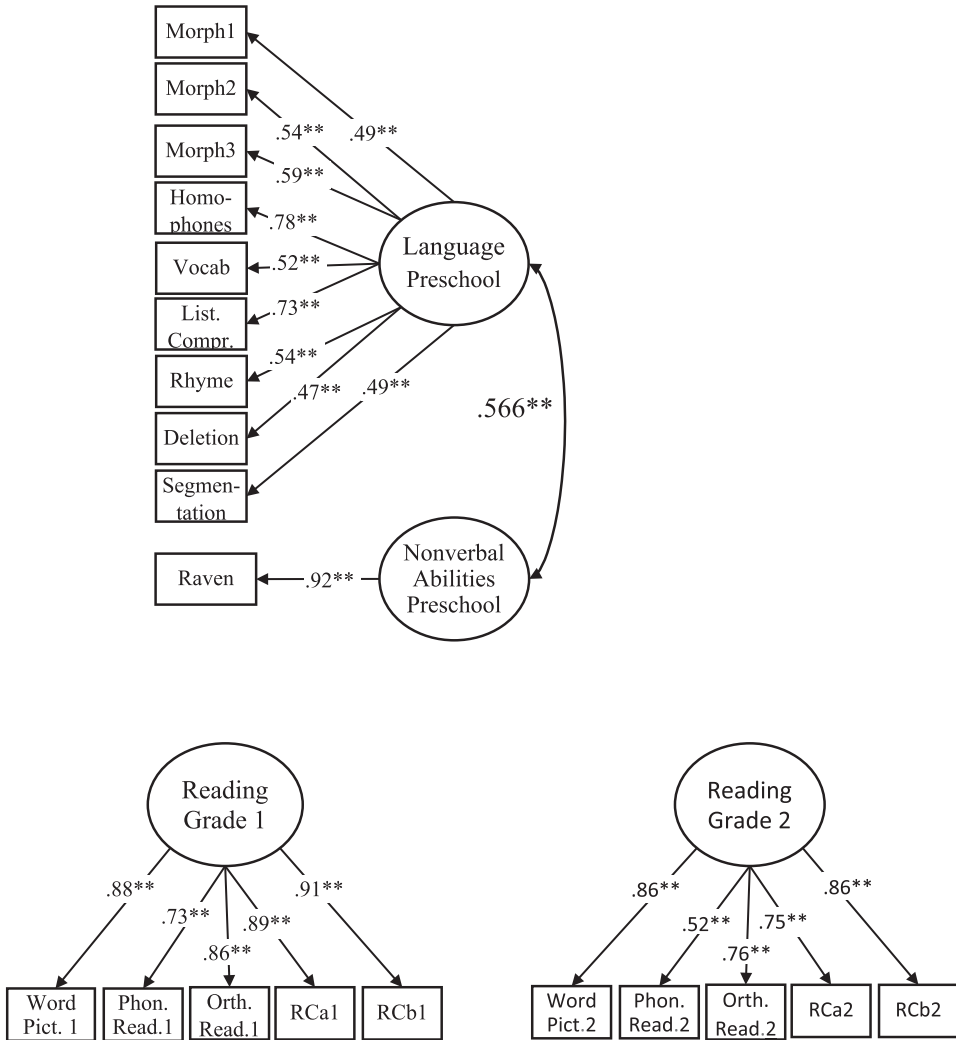 Morph1
Morph2
.54**
.49**
Morph3
.59**
Homo-
phones
.78**
Language
Preschool
Vocab
.52**
List.
Compr.
.73**
Rhyme
.54**
.47**
.49**
.566**
Deletion
Segmen-
tation
Raven
.92**
Nonverbal
Abilities
Preschool
Reading
Grade 1
.88**
.73**
.86**
.89**
.91**
Word
Pict. 1
Phon.
Read.1
Orth.
Read.1
RCa1
RCb1
Reading
Grade 2
.86**
.52**
.76**
.75**
.86**
Word
Pict.2
Phon.
Read.2
Orth.
Read.2
RCa2
RCb2